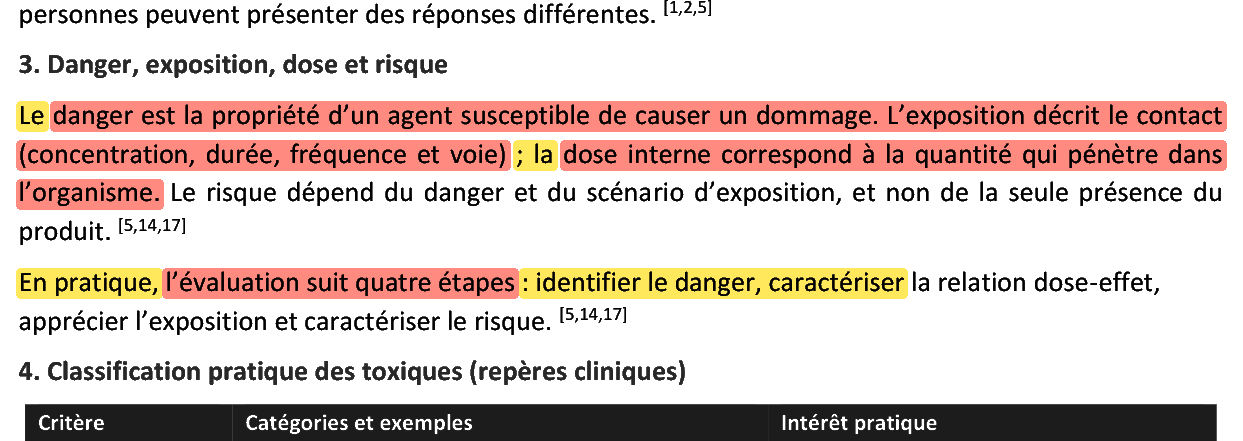 personnes peuvent présenter des réponses différentes. [1,2,5]
3. Danger, exposition, dose et risque
Le danger est la propriété d’un agent susceptible de causer un dommage. L’exposition décrit le contact
(concentration, durée, fréquence et voie) ; la dose interne correspond à la quantité qui pénètre dans
l’organisme. Le risque dépend du danger et du scénario d’exposition, et non de la seule présence du
produit. [5,14,17]
En pratique, l’évaluation suit quatre étapes : identifier le danger, caractériser la relation dose-effet,
apprécier l’exposition et caractériser le risque. [5,14,17]
4. Classification pratique des toxiques (repères cliniques)
Critère Catégories et exemples Intérêt pratique